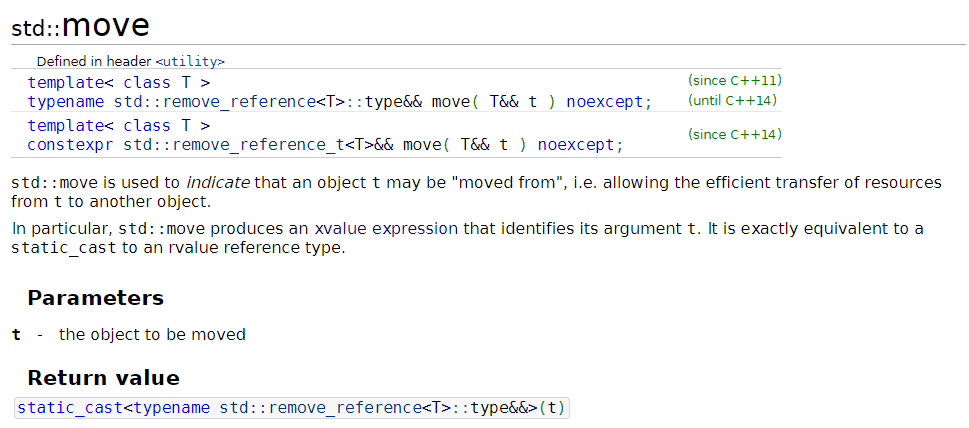 std::move
Defined in header <utility>
template< class T >
typename std::remove_reference<T>::type&& move( T&& t ) noexcept;
(since C++11)
(until C++14)
template< class T >
constexpr std::remove_reference_t<T>&& move( T&& t ) noexcept;
(since C++14)
std::move is used to indicate that an object t may be "moved from", i.e. allowing the efficient transfer of resources
from t to another object.
In particular, std::move produces an xvalue expression that identifies its argument t. It is exactly equivalent to a
static_cast to an rvalue reference type.
Parameters
t - the object to be moved
Return value
static_cast<typename std::remove_reference<T>::type&&>(t)